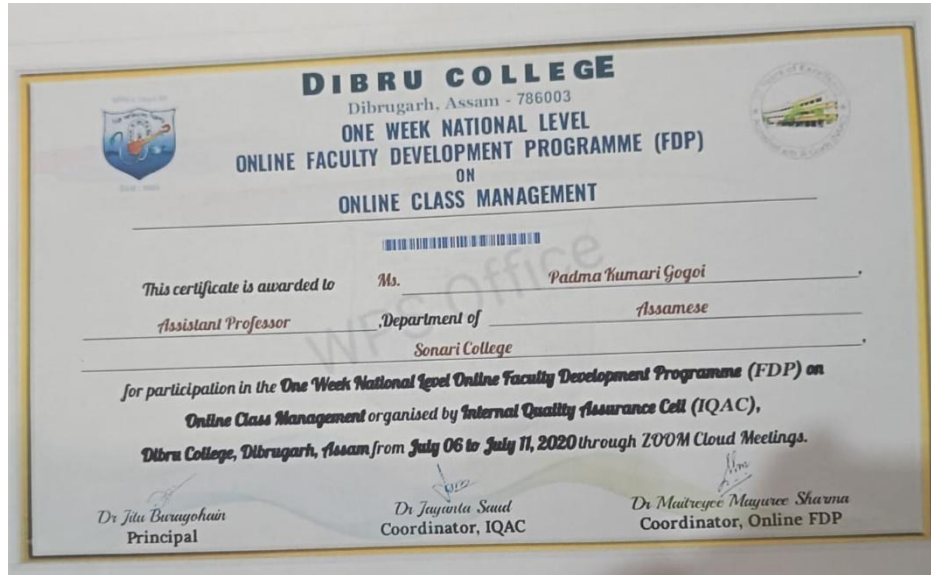 DIBRU COLLEGE
Dibrugarh, Assam - 786003
ONE WEEK NATIONAL LEVEL
ONLINE FACULTY DEVELOPMENT PROGRAMME (FDP)
ON
ONLINE CLASS MANAGEMENT
This certificate is awarded to Ms. Padma Kumari Gogoi,
Assistant Professor ,Department of Assamese
Sonari College,
for participation in the One Week National Level Online Faculty Development Programme (FDP) on
Online Class Management organised by Internal Quality Assurance Cell (IQAC),
Dibru College, Dibrugarh, Assam from July 06 to July 11, 2020 through ZOOM Cloud Meetings.
WPS Office
Dr Jitu Buragohain Dr Jayanta Saud Dr Maitreyee Mayuree Sharma
Principal Coordinator, IQAC Coordinator, Online FDP